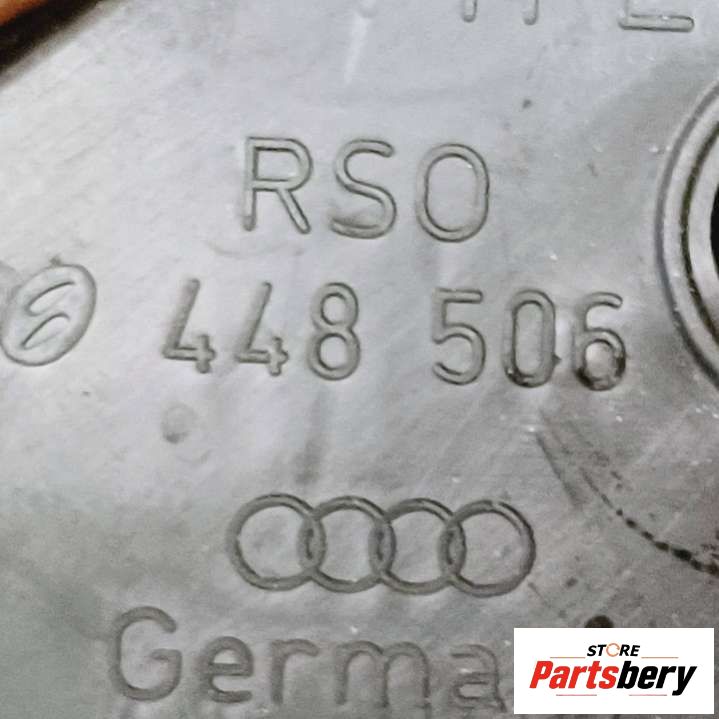 RSO
448 506
Germa
STORE
Partsbery